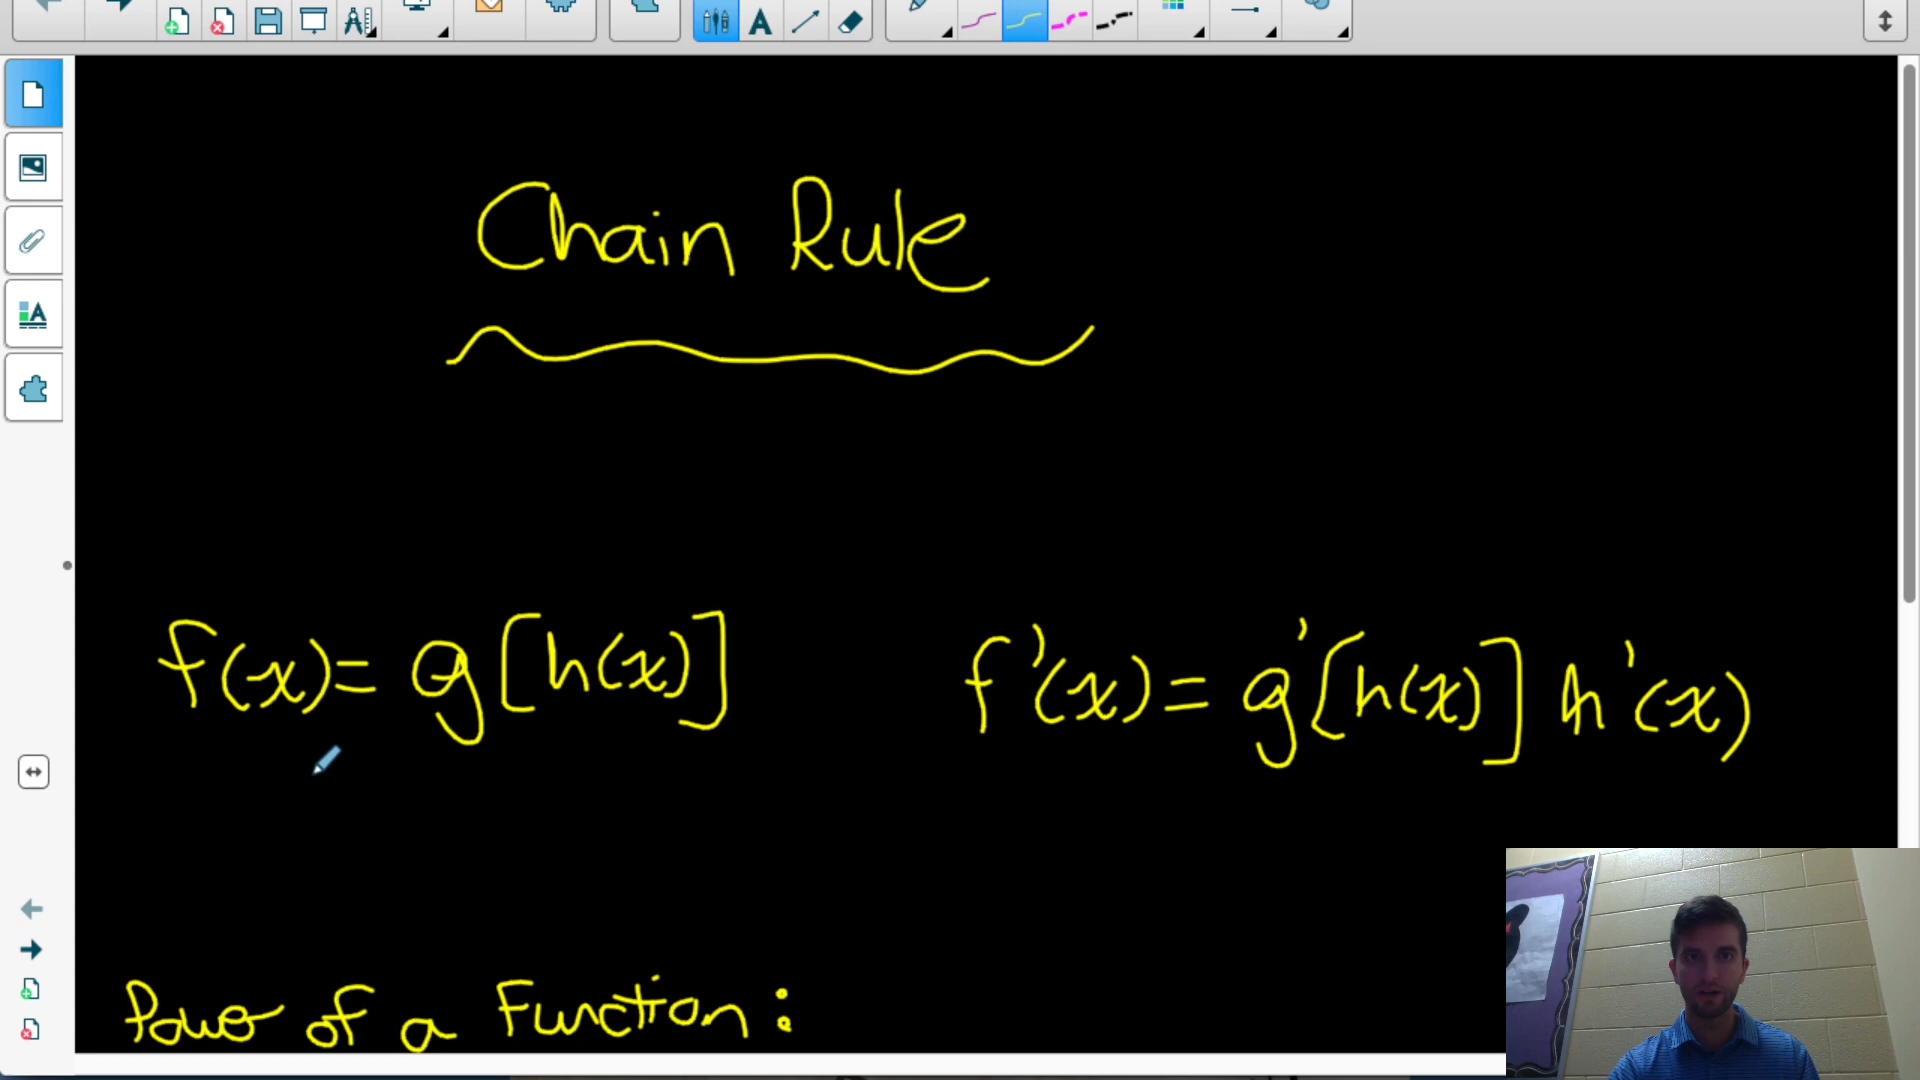 Chain Rule
f(x) = g[h(x)]
f'(x) = g'[h(x)] h'(x)
Power of a Function: